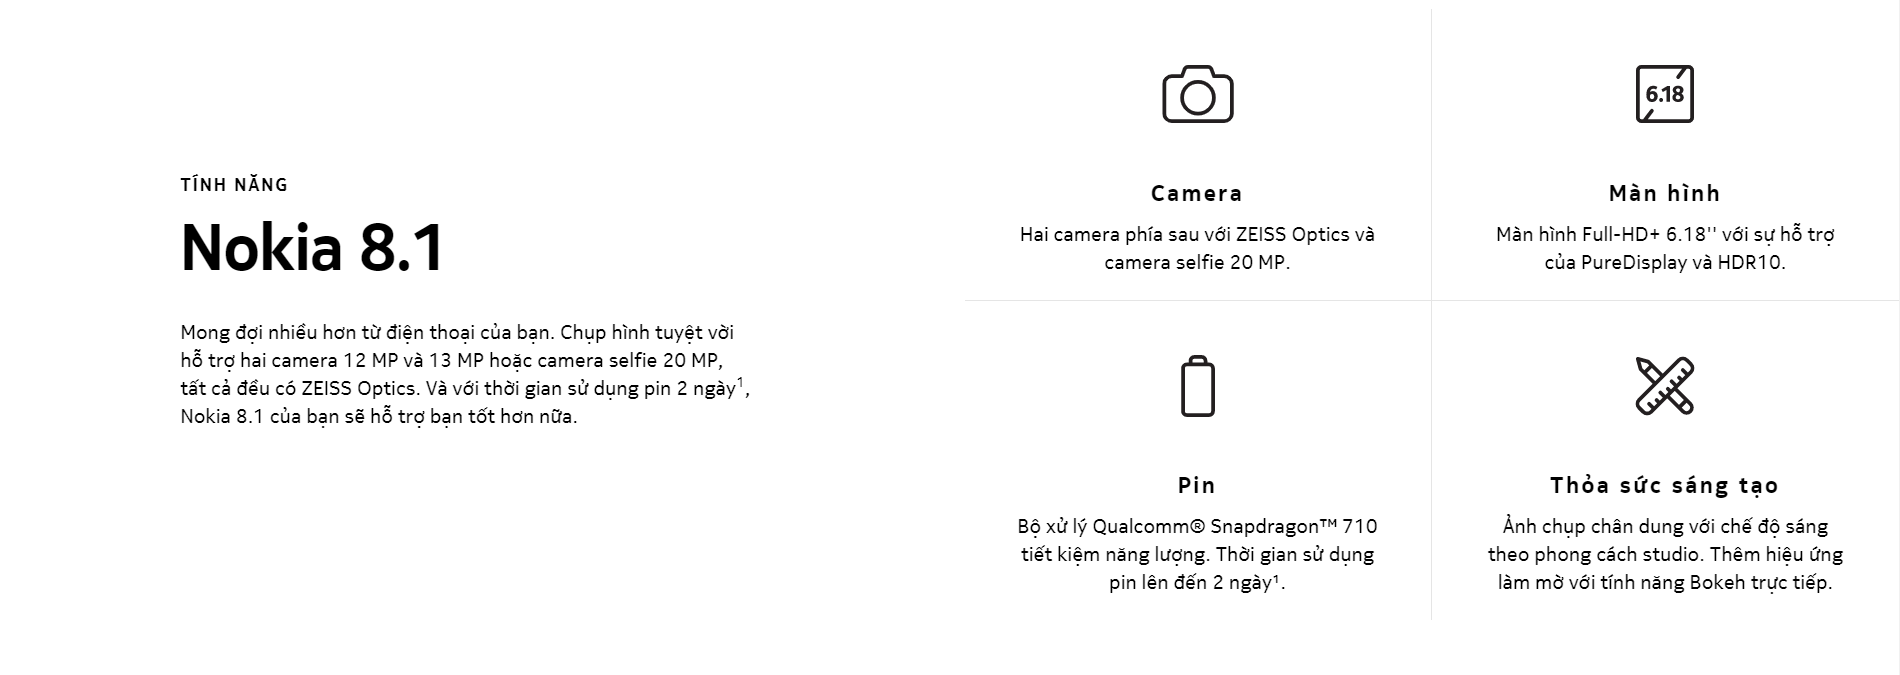 TÍNH NĂNG
Nokia 8.1
Mong đợi nhiều hơn từ điện thoại của bạn. Chụp hình tuyệt vời
hỗ trợ hai camera 12 MP và 13 MP hoặc camera selfie 20 MP,
tất cả đều có ZEISS Optics. Và với thời gian sử dụng pin 2 ngày¹,
Nokia 8.1 của bạn sẽ hỗ trợ bạn tốt hơn nữa.
Camera
Hai camera phía sau với ZEISS Optics và
camera selfie 20 MP.
6.18
Màn hình
Màn hình Full-HD+ 6.18'' với sự hỗ trợ
của PureDisplay và HDR10.
Pin
Bộ xử lý Qualcomm® Snapdragon™ 710
tiết kiệm năng lượng. Thời gian sử dụng
pin lên đến 2 ngày¹.
Thỏa sức sáng tạo
Ảnh chụp chân dung với chế độ sáng
theo phong cách studio. Thêm hiệu ứng
làm mờ với tính năng Bokeh trực tiếp.